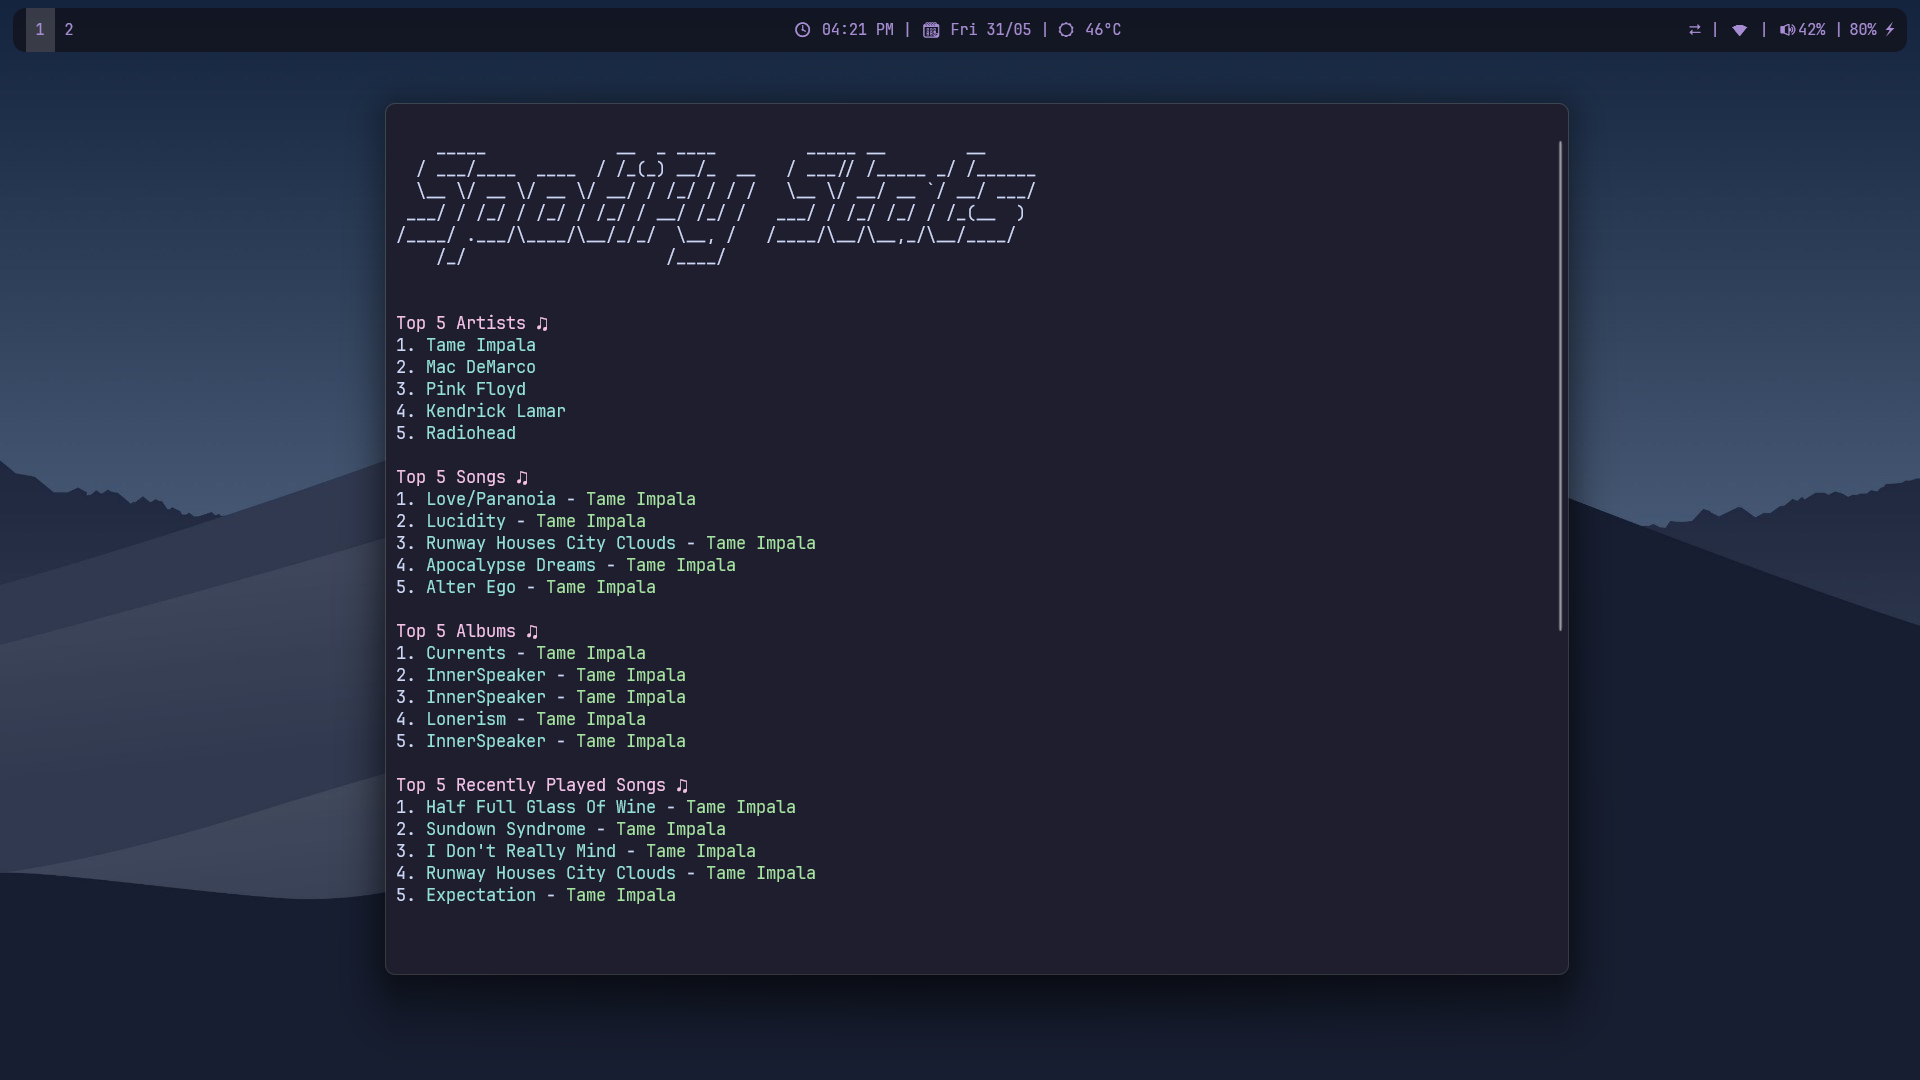 1 2 04:21 PM | Fri 31/05 | 46°C | | 42% | 80%
Spotify Stats
Top 5 Artists ♫
1. Tame Impala
2. Mac DeMarco
3. Pink Floyd
4. Kendrick Lamar
5. Radiohead
Top 5 Songs ♫
1. Love/Paranoia - Tame Impala
2. Lucidity - Tame Impala
3. Runway Houses City Clouds - Tame Impala
4. Apocalypse Dreams - Tame Impala
5. Alter Ego - Tame Impala
Top 5 Albums ♫
1. Currents - Tame Impala
2. InnerSpeaker - Tame Impala
3. InnerSpeaker - Tame Impala
4. Lonerism - Tame Impala
5. InnerSpeaker - Tame Impala
Top 5 Recently Played Songs ♫
1. Half Full Glass Of Wine - Tame Impala
2. Sundown Syndrome - Tame Impala
3. I Don't Really Mind - Tame Impala
4. Runway Houses City Clouds - Tame Impala
5. Expectation - Tame Impala